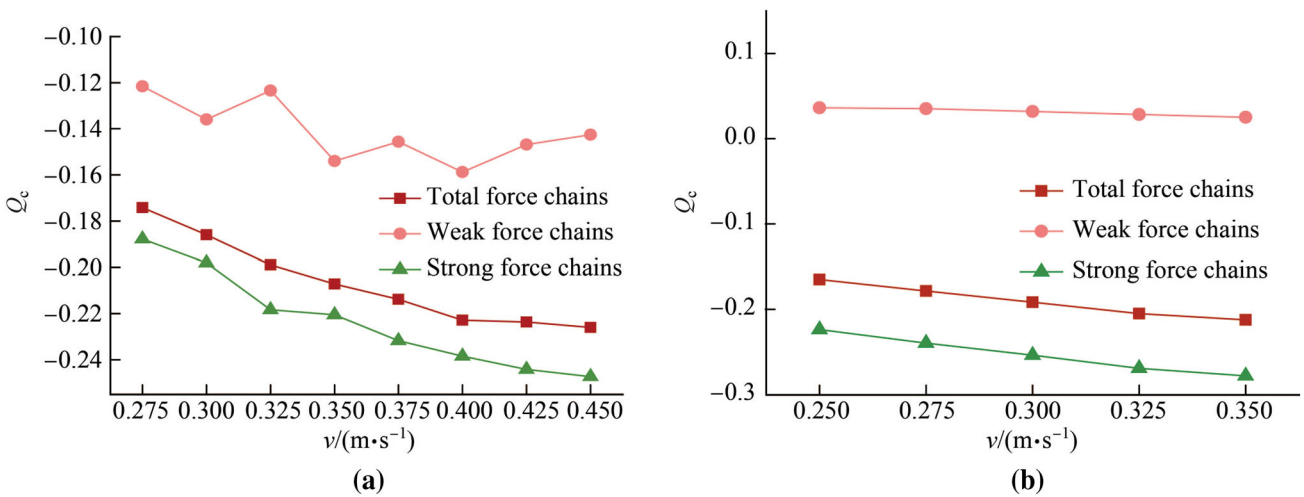 −0.10
−0.12
−0.14
−0.16
−0.18
−0.20
−0.22
−0.24
Qc
Total force chains
Weak force chains
Strong force chains
0.275 0.300 0.325 0.350 0.375 0.400 0.425 0.450
v/(m•s−1)
(a)
0.1
0.0
−0.1
−0.2
−0.3
Qc
Total force chains
Weak force chains
Strong force chains
0.250 0.275 0.300 0.325 0.350
v/(m•s−1)
(b)